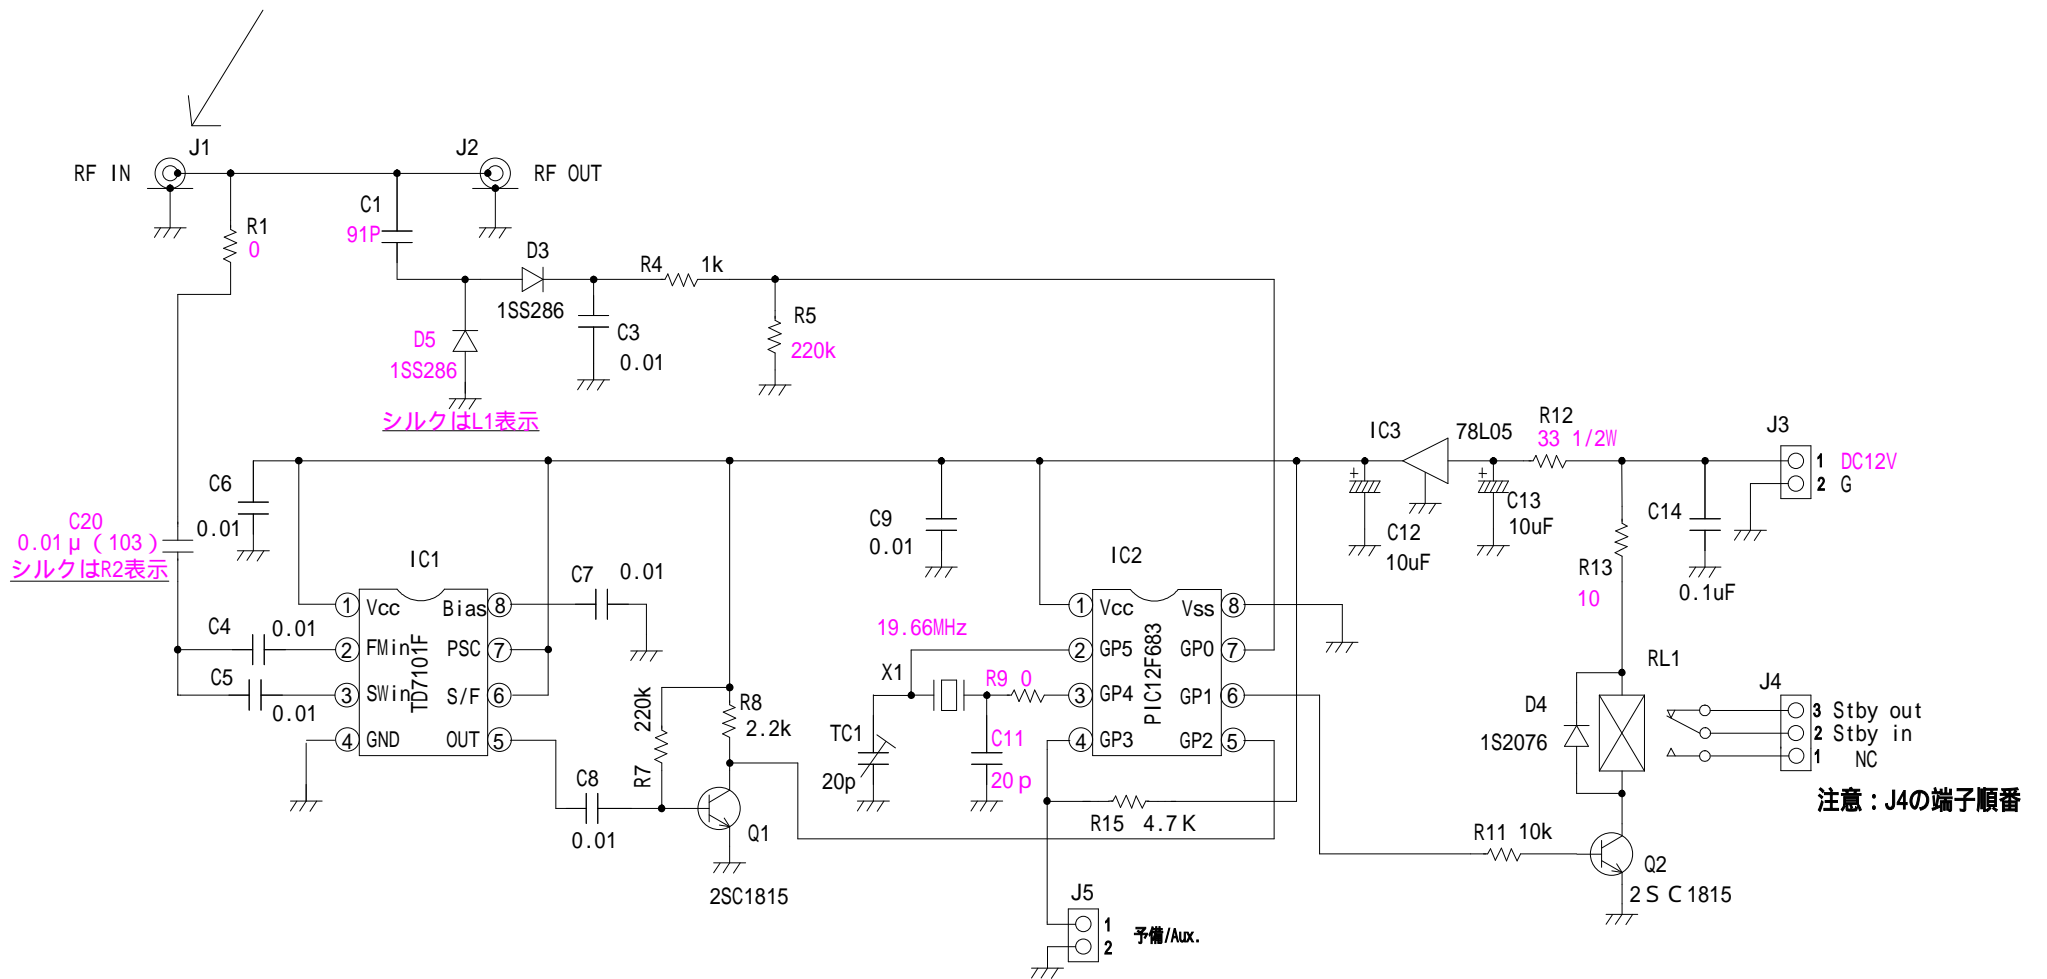 J1
J2
RF IN
RF OUT
R1
0
C1
91P
D3
1SS286
R4 1k
C3
0.01
R5
220k
D5
1SS286
シルクはL1表示
IC3
78L05
R12
33 1/2W
J3
1 DC12V
2 G
C6
0.01
C20
0.01μ(103)
シルクはR2表示
C9
0.01
+
C12
10uF
+
C13
10uF
C14
0.1uF
R13
10
IC1
C7 0.01
C4 0.01
C5
0.01
1 Vcc Bias 8
2 FMin PSC 7
3 SWin S/F 6
4 GND OUT 5
TD7101F
IC2
1 Vcc Vss 8
2 GP5 GP0 7
3 GP4 GP1 6
4 GP3 GP2 5
PIC12F683
19.66MHz
X1
R9 0
TC1
20p
C11
20p
R7 220k
R8
2.2k
C8
0.01
Q1
2SC1815
R15 4.7K
RL1
D4
1S2076
J4
3 Stby out
2 Stby in
1 NC
注意:J4の端子順番
R11 10k
Q2
2SC1815
J5
1
2
予備/Aux.